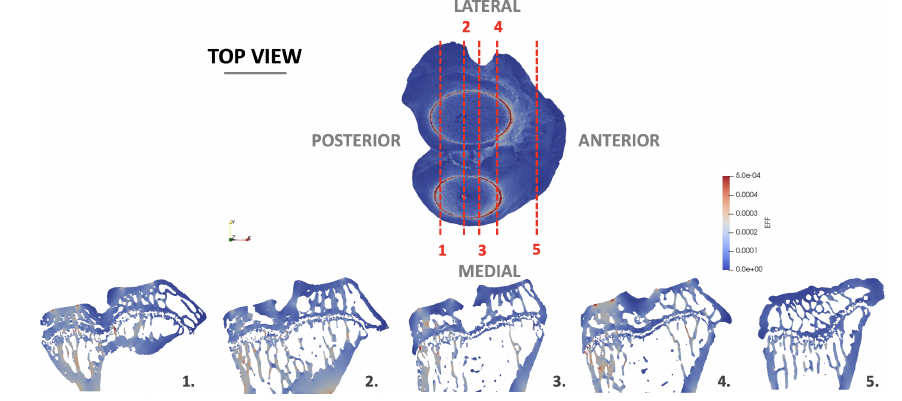 LATERAL
2 4
TOP VIEW
POSTERIOR
ANTERIOR
5.0e-04
0.0004
0.0003
0.0002
0.0001
0.0e+00
EFF
Y
Z X
1 3 5
MEDIAL
1. 2. 3. 4. 5.